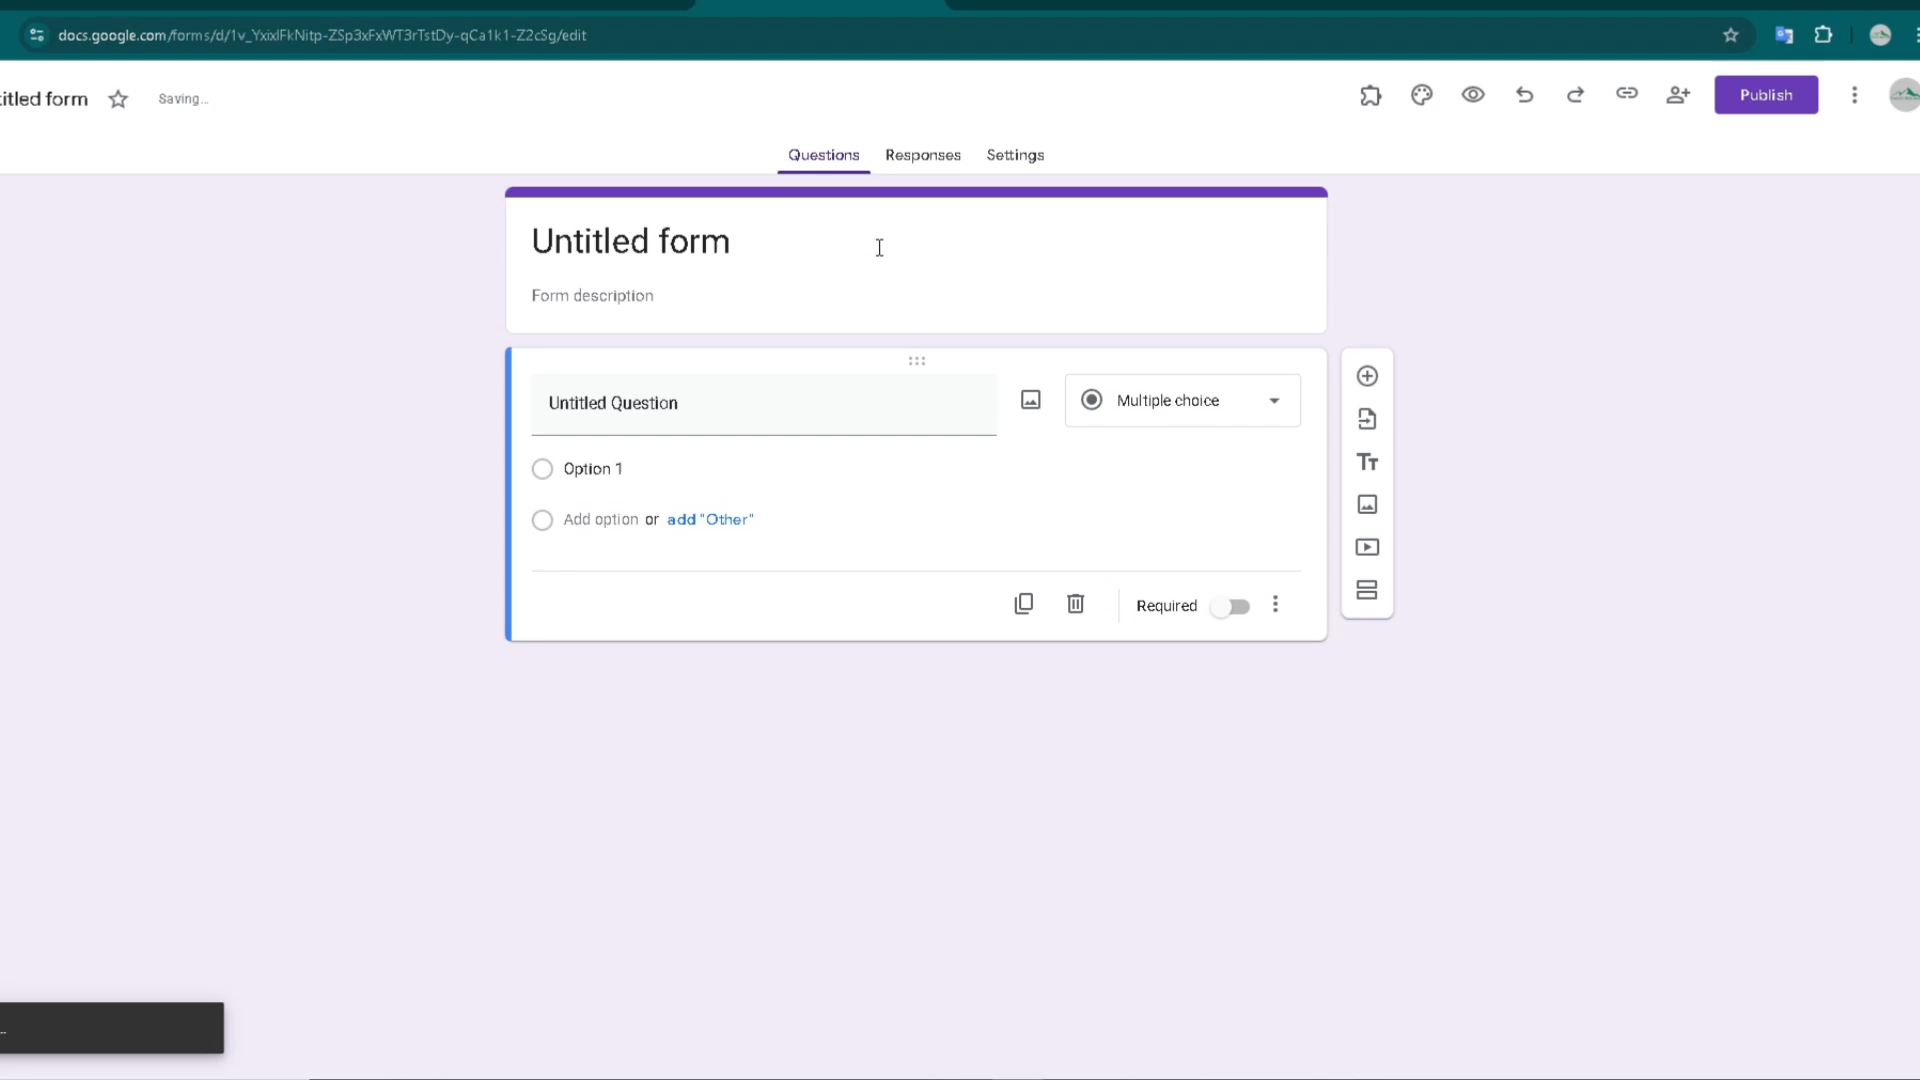 docs.google.com/forms/d/1v_YxixlFkNitp-ZSp3xFxWT3rTstDy-qCa1k1-Z2cSg/edit
titled form Saving...
Publish
Questions Responses Settings
Untitled form
Form description
Untitled Question
Multiple choice
Option 1
Add option or add "Other"
Required